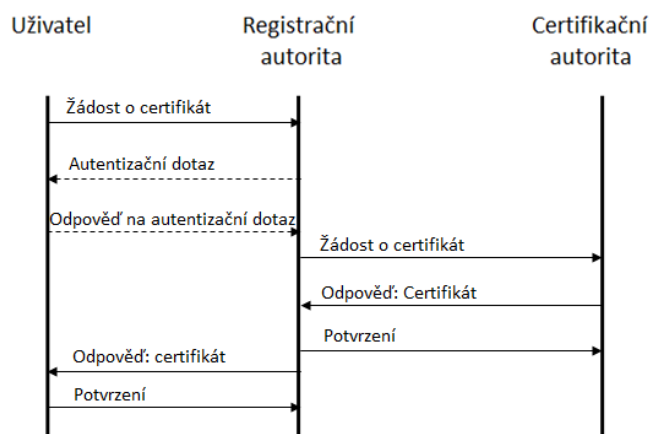 Uživatel
Registrační
autorita
Certifikační
autorita
Žádost o certifikát
Autentizační dotaz
Odpověď na autentizační dotaz
Žádost o certifikát
Odpověď: Certifikát
Potvrzení
Odpověď: certifikát
Potvrzení